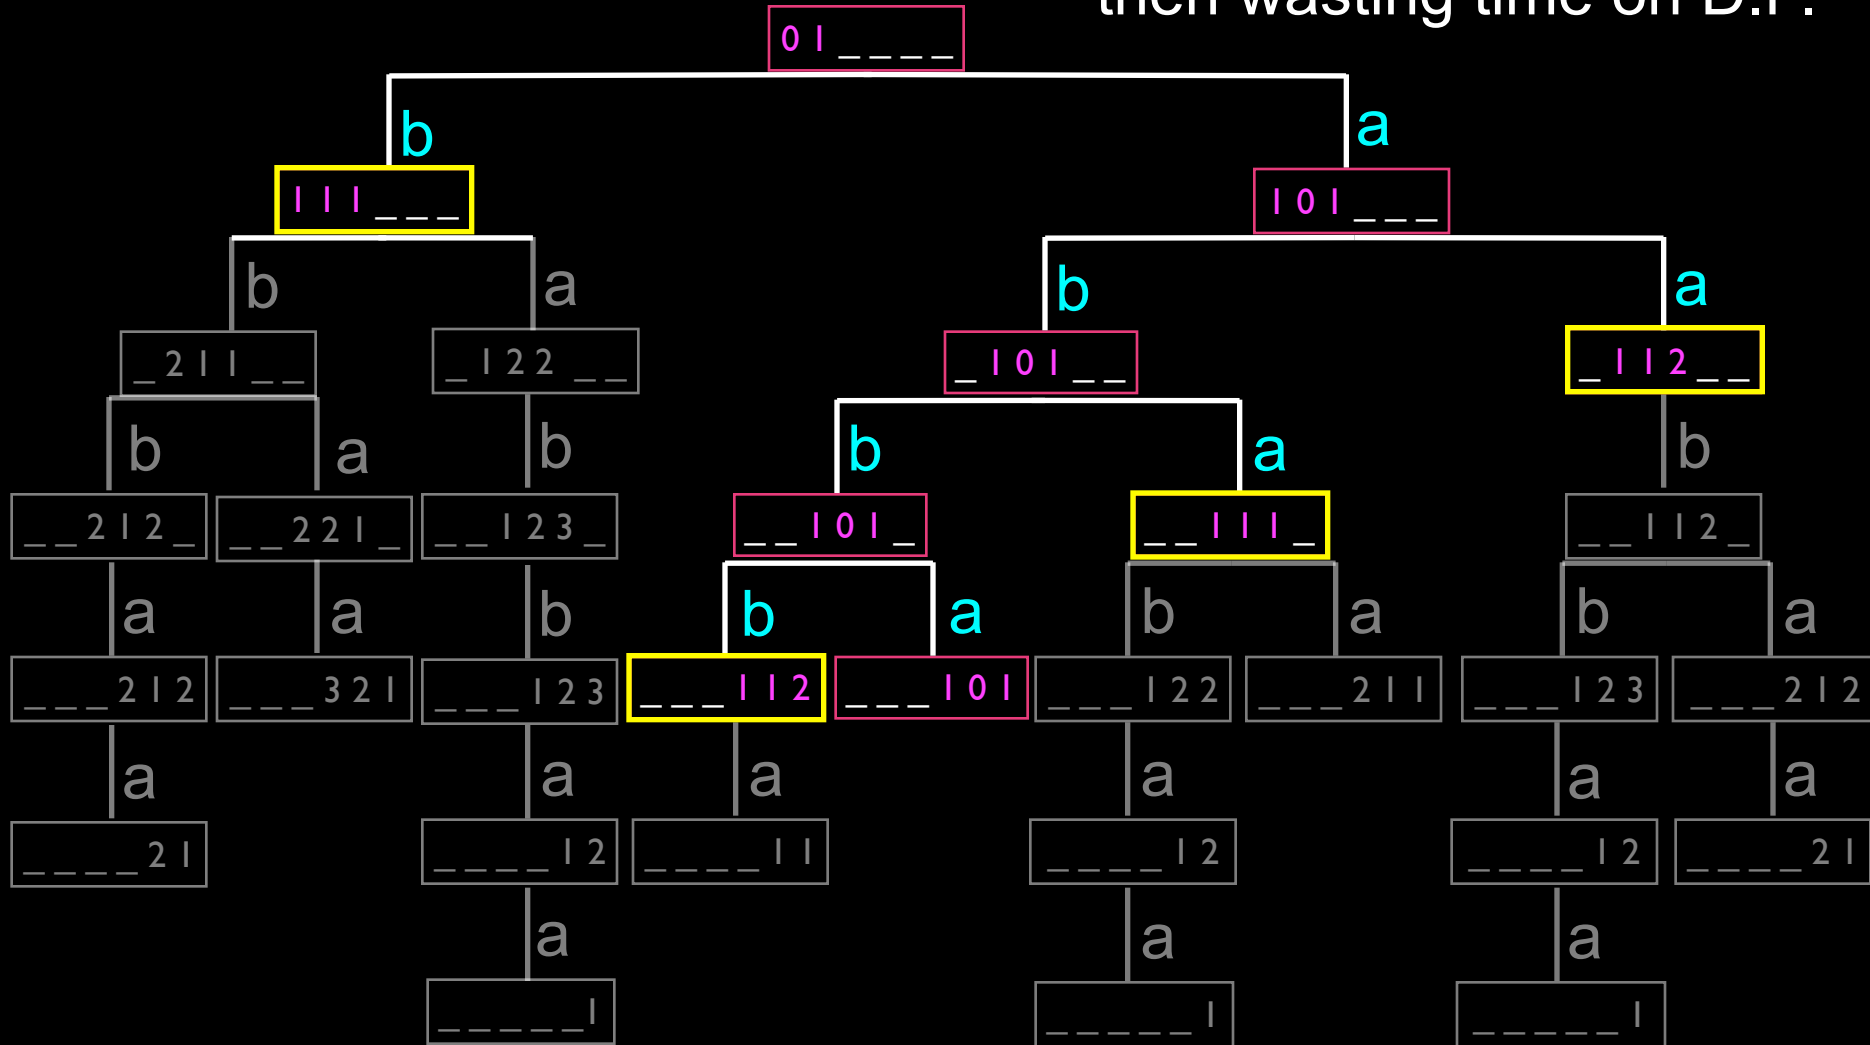 then wasting time on D.P.
0 1 _ _ _ _
b a
1 1 1 _ _ _ 1 0 1 _ _ _
b a b a
_ 2 1 1 _ _ _ 1 2 2 _ _ _ 1 0 1 _ _ _ 1 1 2 _ _
b a b b a b
_ _ 2 1 2 _ _ _ 2 2 1 _ _ _ 1 2 3 _ _ _ 1 0 1 _ _ _ 1 1 1 _ _ _ 1 1 2 _
a a b b a b a b a
_ _ _ 2 1 2 _ _ _ 3 2 1 _ _ _ 1 2 3 _ _ _ 1 1 2 _ _ _ 1 0 1 _ _ _ 1 2 2 _ _ _ 2 1 1 _ _ _ 1 2 3 _ _ _ 2 1 2
a a a a a a
_ _ _ _ 2 1 _ _ _ _ 1 2 _ _ _ _ 1 1 _ _ _ _ 1 2 _ _ _ _ 1 2 _ _ _ _ 2 1
a a a
_ _ _ _ _ 1 _ _ _ _ _ 1 _ _ _ _ _ 1